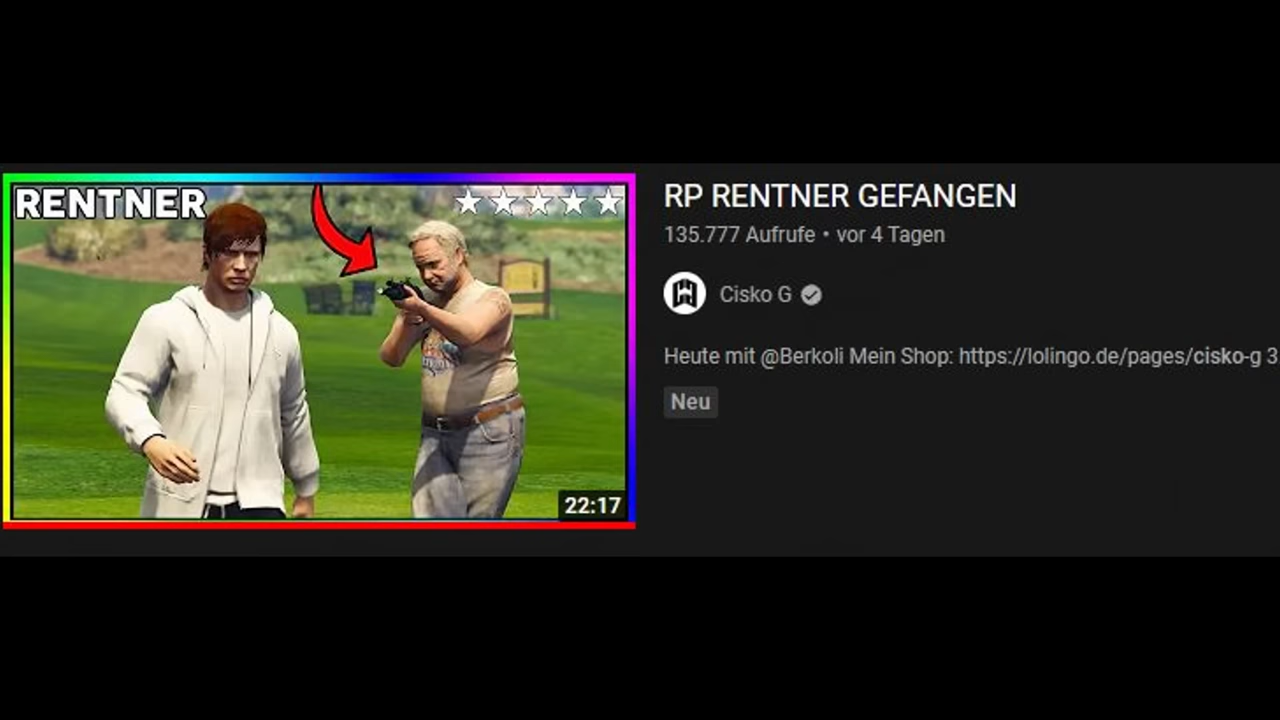 RENTNER
22:17
RP RENTNER GEFANGEN
135.777 Aufrufe • vor 4 Tagen
Cisko G
Heute mit @Berkoli Mein Shop: https://lolingo.de/pages/cisko-g 3
Neu